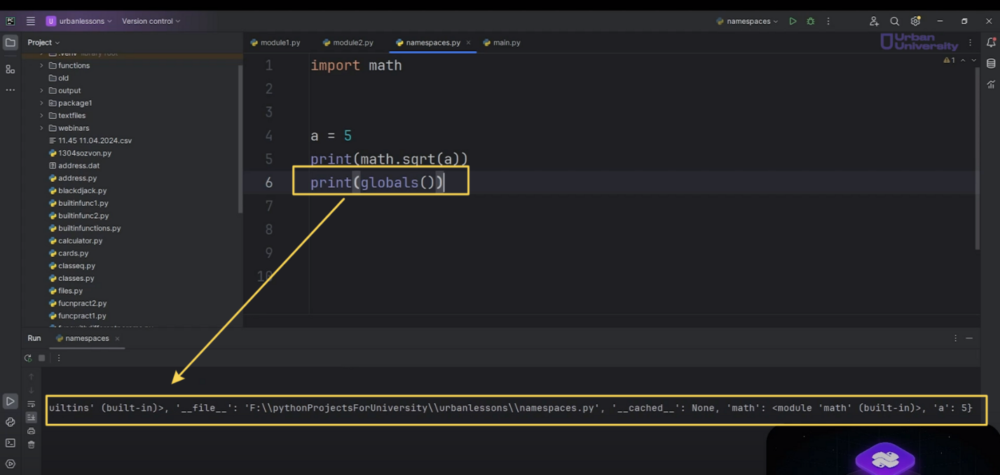 PC
U urbanlessons
Version control
namespaces
Project
module1.py
module2.py
namespaces.py
main.py
Urban
University
.venv library root
functions
old
output
package1
textfiles
webinars
11.45 11.04.2024.csv
1304sozvon.py
address.dat
address.py
blackdjack.py
builtinfunc1.py
builtinfunc2.py
builtinfunctions.py
calculator.py
cards.py
classeq.py
classes.py
files.py
fucnpract2.py
funcpract1.py
1
1 import math
2
3
4 a = 5
5 print(math.sqrt(a))
6 print(globals())
7
8
9
10
Run
namespaces
uiltins' (built-in)>, '__file__': 'F:\\pythonProjectsForUniversity\\urbanlessons\\namespaces.py', '__cached__': None, 'math': <module 'math' (built-in)>, 'a': 5}